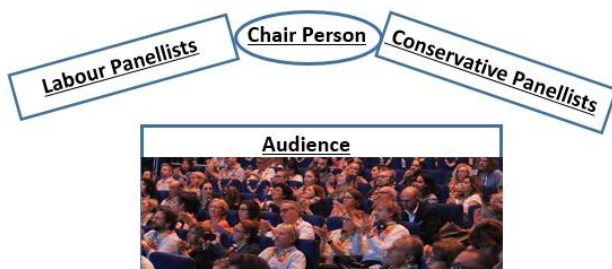 Labour Panellists
Chair Person
Conservative Panellists
Audience